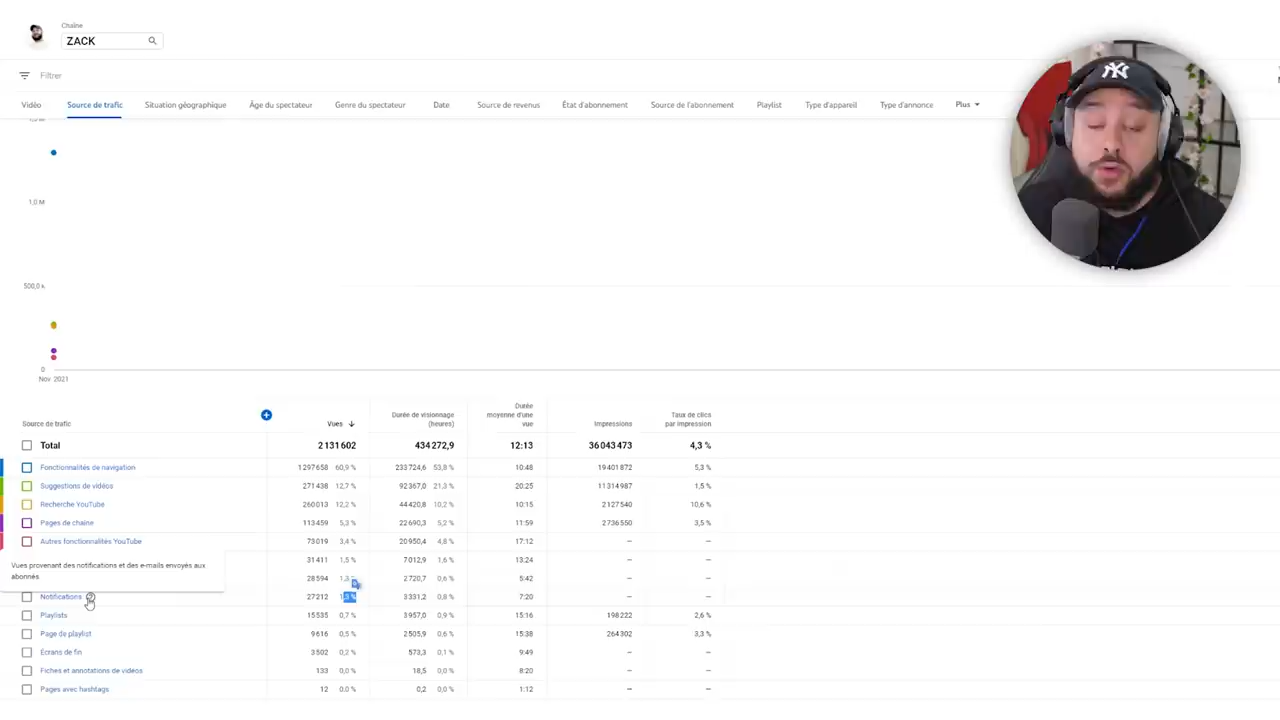 Chaîne
ZACK
Filtrer
Vidéo Source de trafic Situation géographique Âge du spectateur Genre du spectateur Date Source de revenus État d'abonnement Source de l'abonnement Playlist Type d'appareil Type d'annonce Plus
1,0 M
500,0 k
0
Nov. 2021
Source de trafic Vues Durée de visionnage (heures) Durée moyenne d'une vue Impressions Taux de clics par impression
Total 2 131 602 434 272,9 12:13 36 043 473 4,3 %
Fonctionnalités de navigation 1 297 658 60,9 % 233 724,6 53,8 % 10:48 19 401 872 5,3 %
Suggestions de vidéos 271 438 12,7 % 92 367,0 21,3 % 20:25 11 314 987 1,5 %
Recherche YouTube 260 013 12,2 % 44 420,8 10,2 % 10:15 2 127 540 10,6 %
Pages de chaîne 113 459 5,3 % 22 690,3 5,2 % 11:59 2 736 550 3,5 %
Autres fonctionnalités YouTube 73 019 3,4 % 20 950,4 4,8 % 17:12 – –
31 411 1,5 % 7 012,9 1,6 % 13:24 – –
Vues provenant des notifications et des e-mails envoyés aux
abonnés
28 594 1,3 % 2 720,7 0,6 % 5:42 – –
Notifications 27 212 1,3 % 3 331,2 0,8 % 7:20 – –
Playlists 15 535 0,7 % 3 957,0 0,9 % 15:16 198 222 2,6 %
Page de playlist 9 616 0,5 % 2 505,9 0,6 % 15:38 264 302 3,3 %
Écrans de fin 3 502 0,2 % 573,3 0,1 % 9:49 – –
Fiches et annotations de vidéos 133 0,0 % 18,5 0,0 % 8:20 – –
Pages avec hashtags 12 0,0 % 0,2 0,0 % 1:12 – –